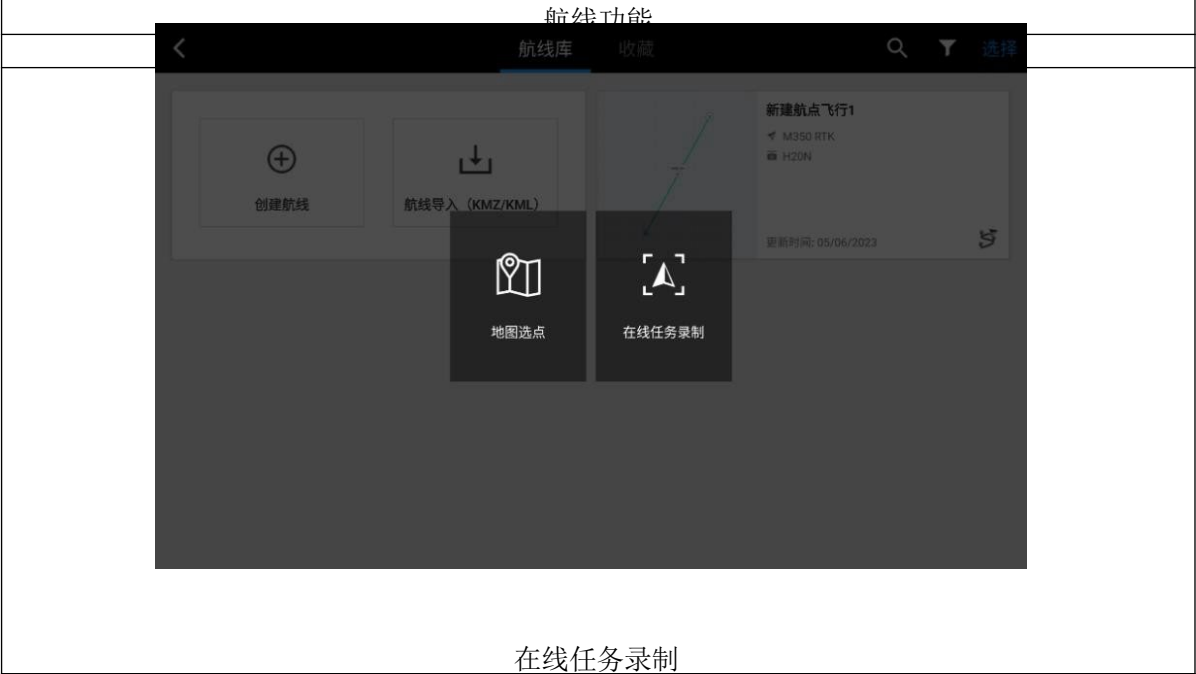 航线功能
航线库 收藏 选择
新建航点飞行1
M350 RTK
H20N
创建航线 航线导入（KMZ/KML）
更新时间: 05/06/2023
地图选点 在线任务录制
在线任务录制